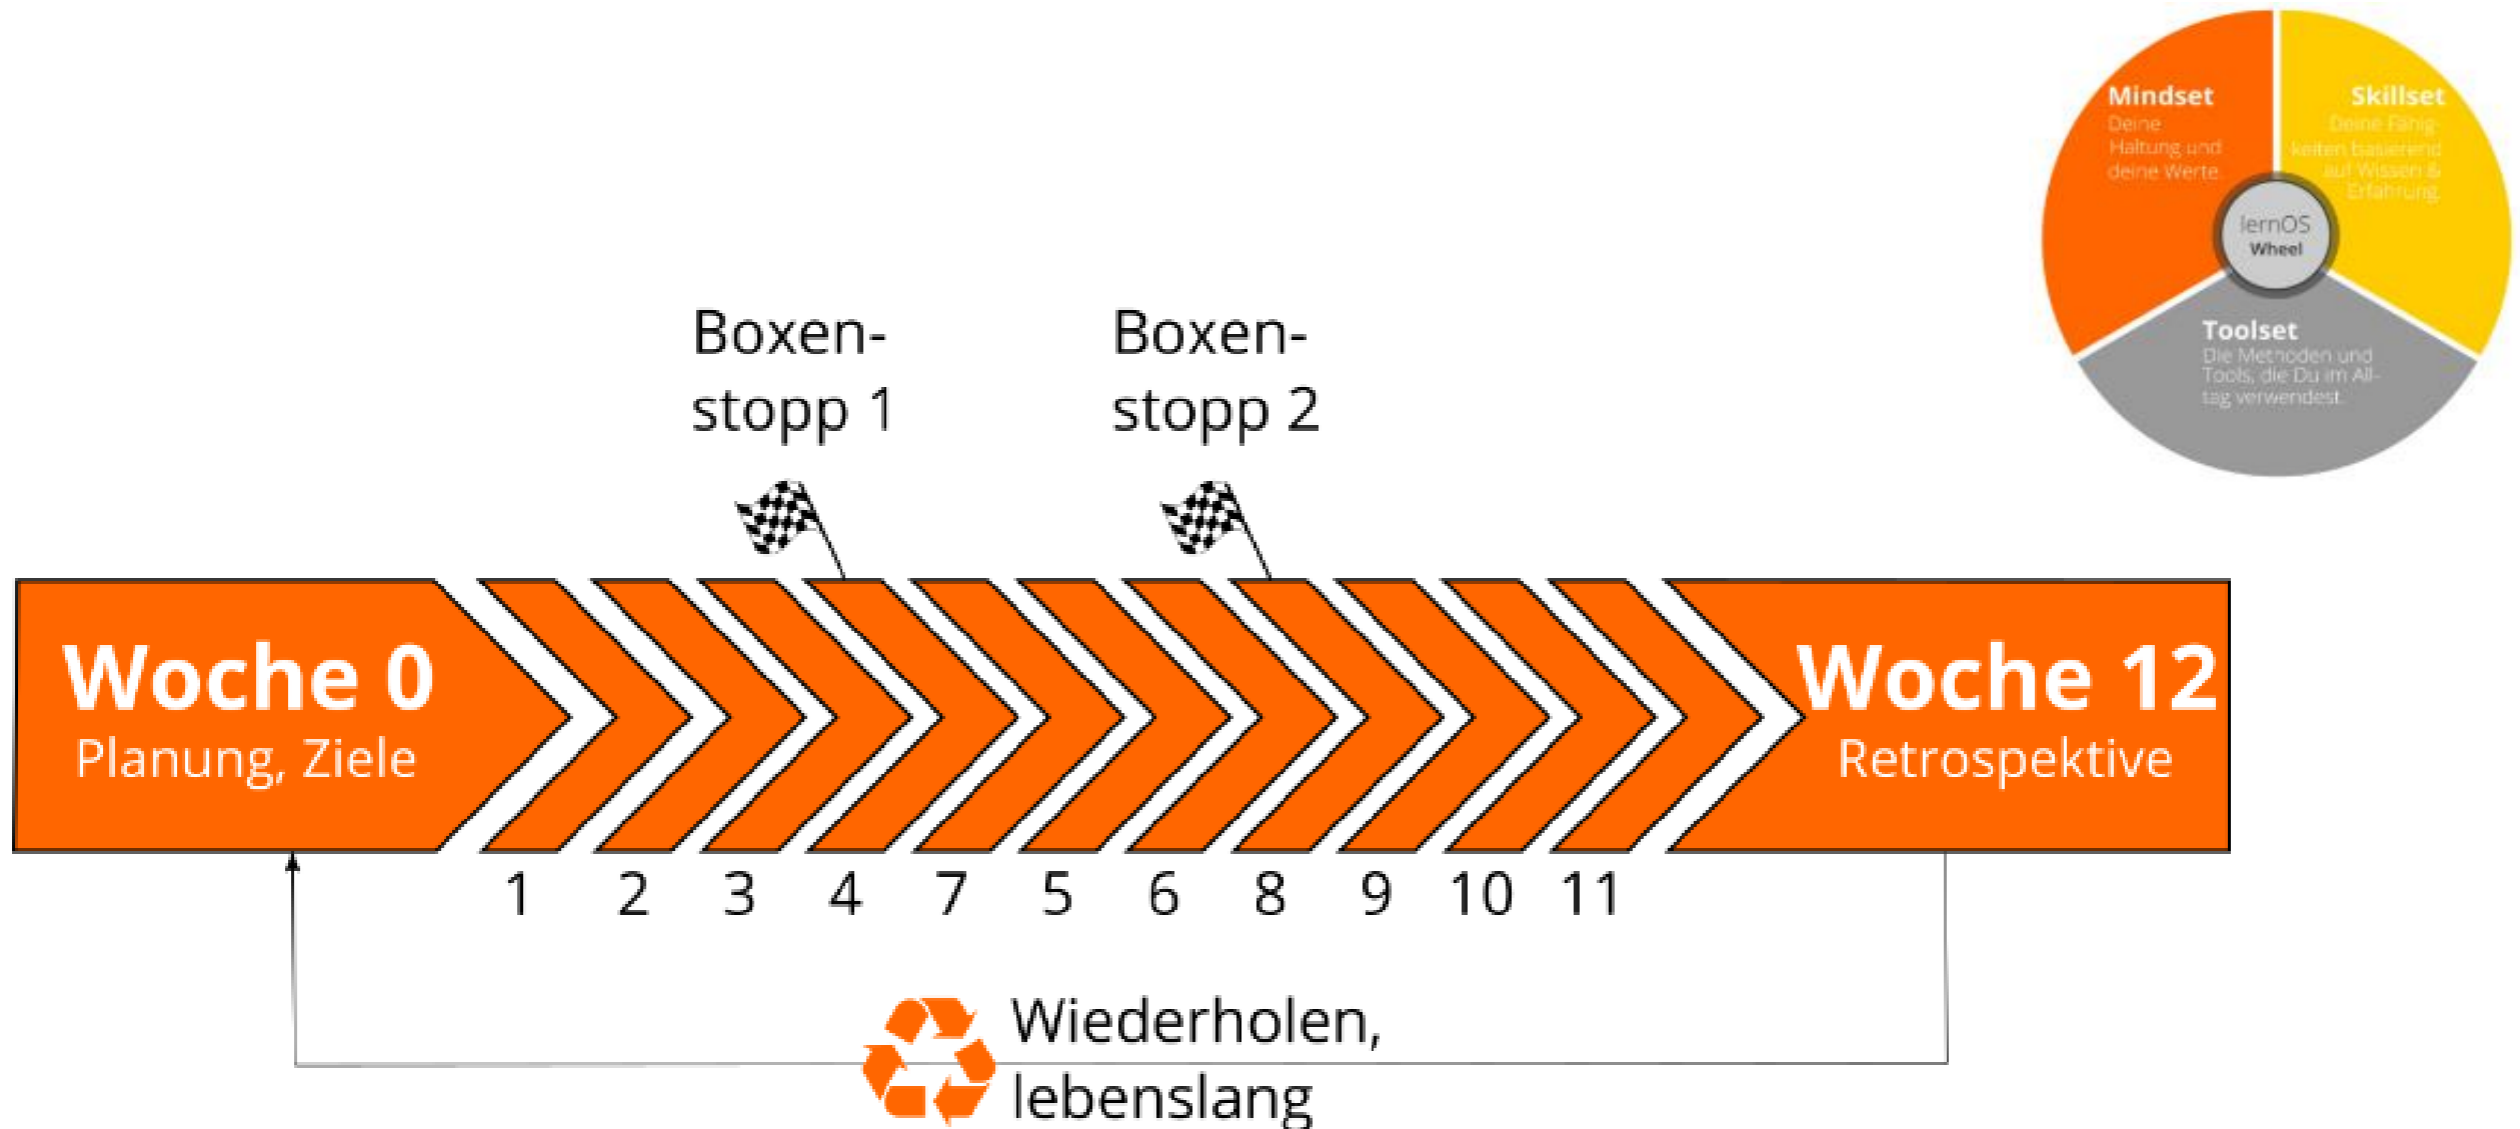 Mindset
Deine
Haltung und
deine Werte
Skillset
Deine Fähig-
keiten basierend
auf Wissen &
Erfahrung.
lernOS
Wheel
Toolset
Die Methoden und
Tools, die Du im All-
tag verwendest.
Boxen-
stopp 1
Boxen-
stopp 2
Woche 0
Planung, Ziele
Woche 12
Retrospektive
1 2 3 4 7 5 6 8 9 10 11
Wiederholen,
lebenslang